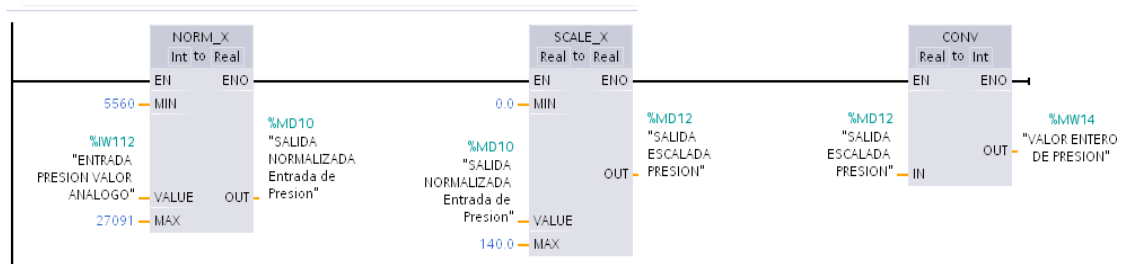 NORM_X
Int to Real
EN ENO
5560 MIN
%IW112
"ENTRADA
PRESION VALOR
ANALOGO" VALUE
27091 MAX
OUT
%MD10
"SALIDA
NORMALIZADA
Entrada de
Presion"
SCALE_X
Real to Real
EN ENO
0.0 MIN
%MD10
"SALIDA
NORMALIZADA
Entrada de
Presion" VALUE
140.0 MAX
OUT
%MD12
"SALIDA
ESCALADA
PRESION"
CONV
Real to Int
EN ENO
%MD12
"SALIDA
ESCALADA
PRESION" IN
OUT
%MW14
"VALOR ENTERO
DE PRESION"